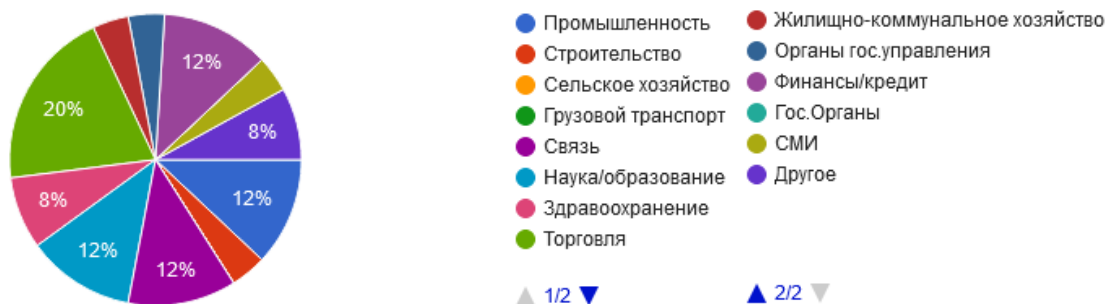 12%
20%
8%
8%
12%
12%
12%
Промышленность
Строительство
Сельское хозяйство
Грузовой транспорт
Связь
Наука/образование
Здравоохранение
Торговля
1/2
Жилищно-коммунальное хозяйство
Органы гос.управления
Финансы/кредит
Гос.Органы
СМИ
Другое
2/2